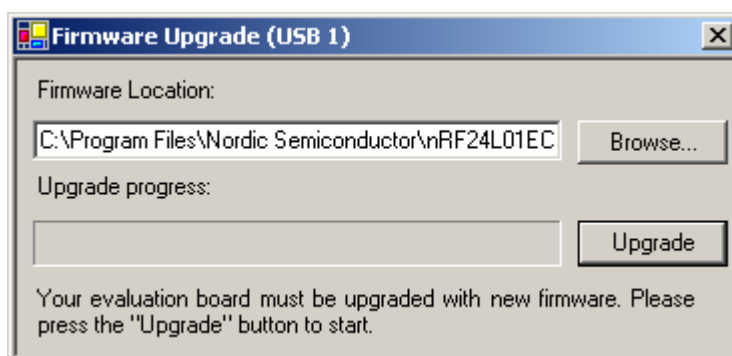 Firmware Upgrade (USB 1)
Firmware Location:
C:\Program Files\Nordic Semiconductor\nRF24L01EC
Browse...
Upgrade progress:
Upgrade
Your evaluation board must be upgraded with new firmware. Please
press the "Upgrade" button to start.